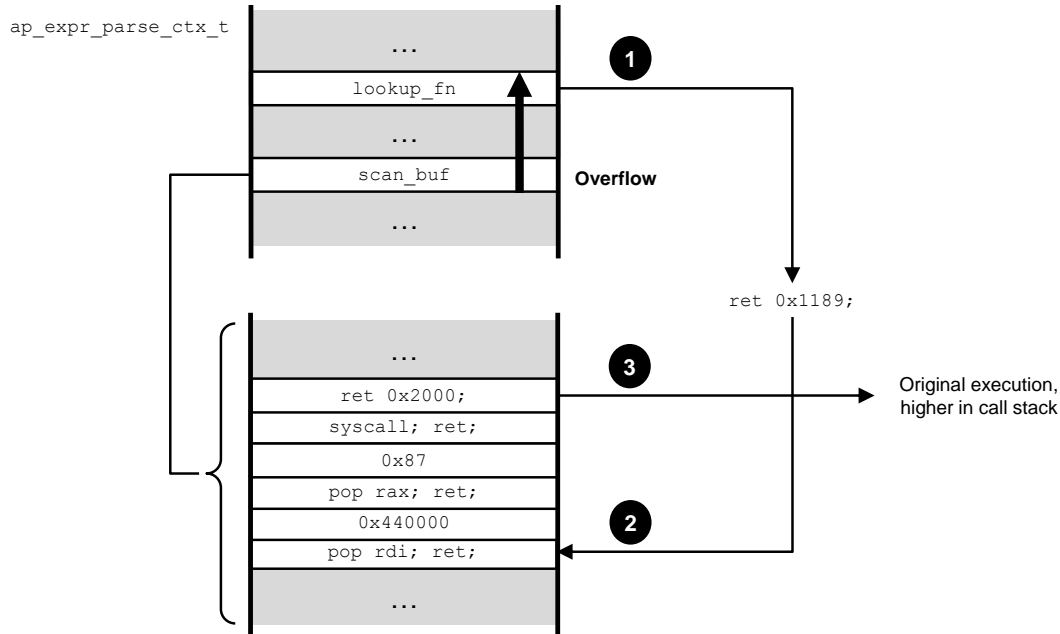 ap_expr_parse_ctx_t
...
1
lookup_fn
...
scan_buf
Overflow
...
ret 0x1189;
...
3
ret 0x2000;
Original execution,
higher in call stack
syscall; ret;
0x87
pop rax; ret;
0x440000
2
pop rdi; ret;
...